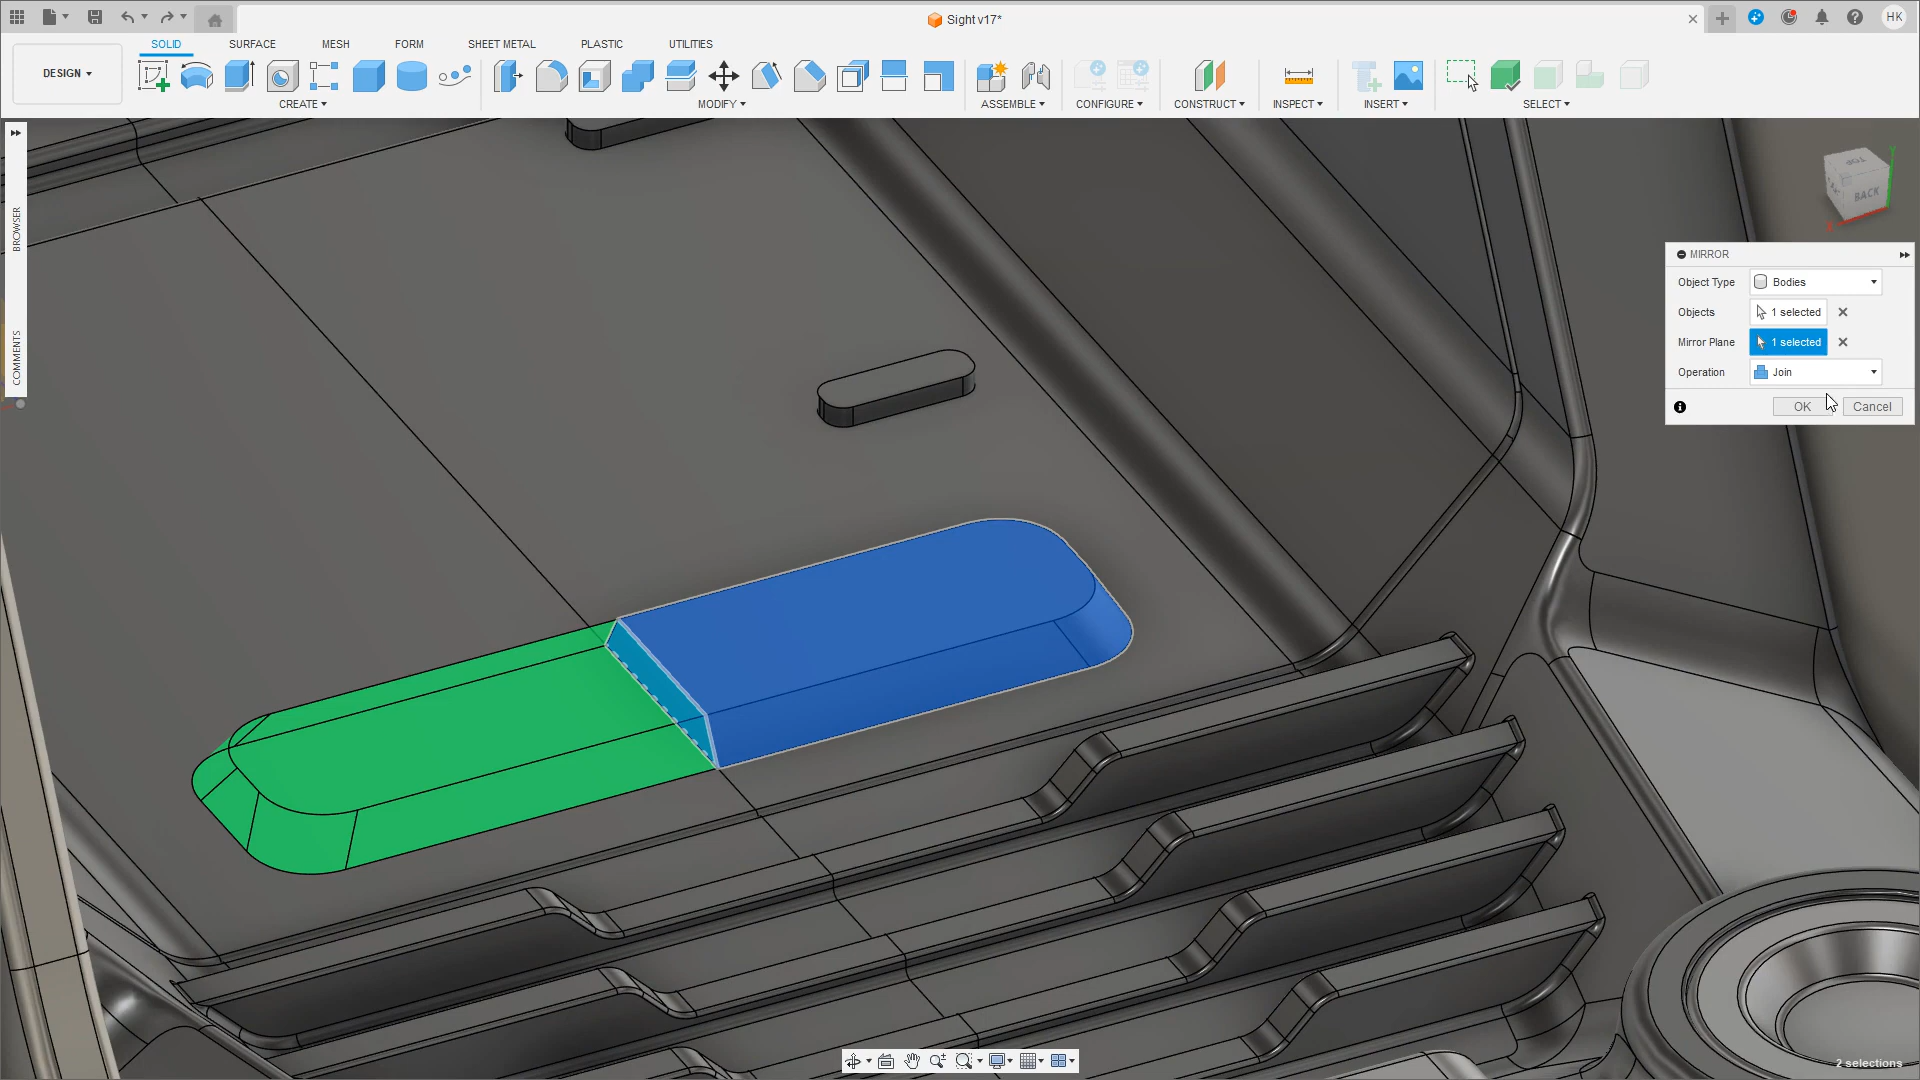 Sight v17*
HK
DESIGN
SOLID
SURFACE
MESH
FORM
SHEET METAL
PLASTIC
UTILITIES
CREATE
MODIFY
ASSEMBLE
CONFIGURE
CONSTRUCT
INSPECT
INSERT
SELECT
BROWSER
COMMENTS
TOP
BACK
Y
MIRROR
Object Type Bodies
Objects 1 selected
Mirror Plane 1 selected
Operation Join
OK Cancel
2 selections